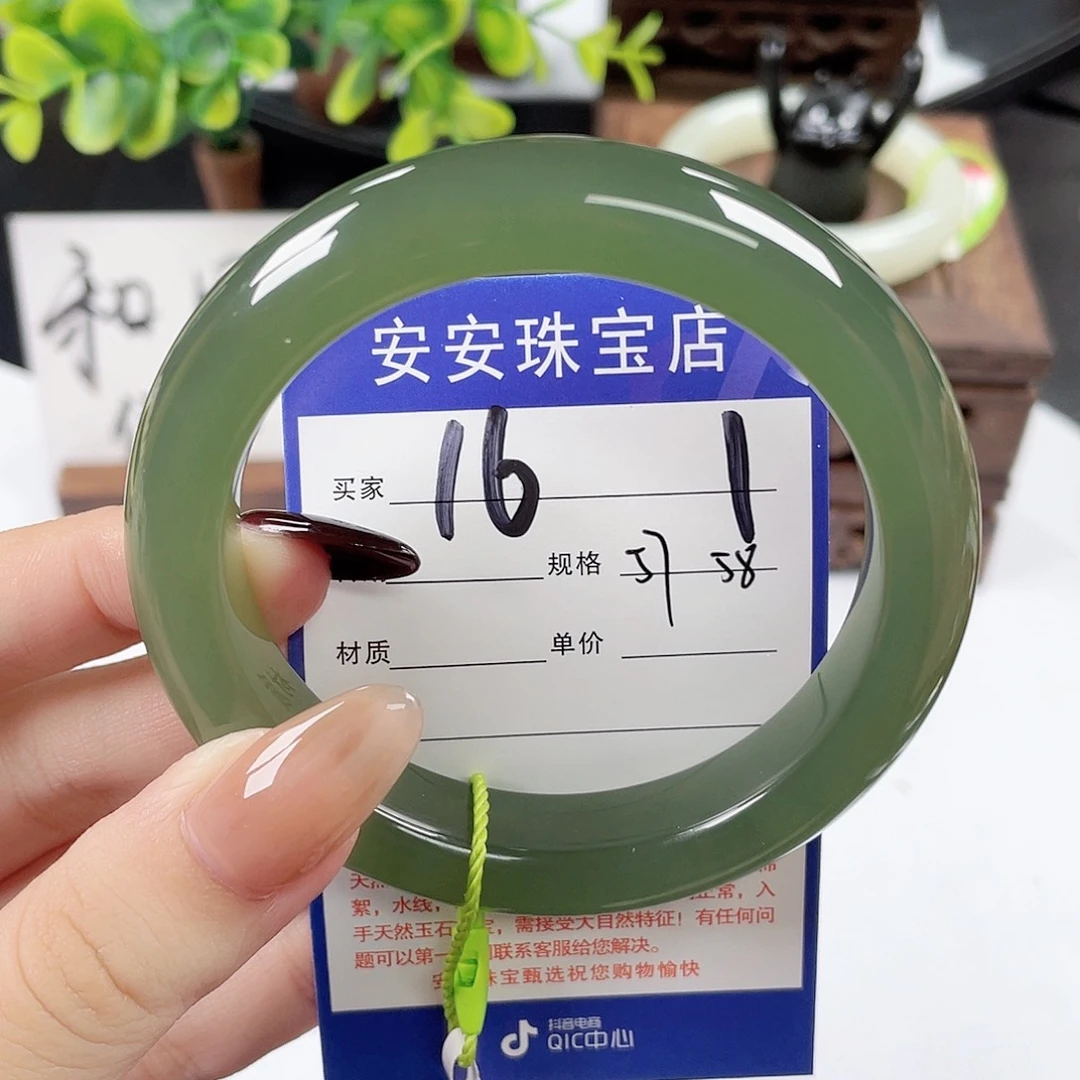 和
安安珠宝店
买家 16 1
规格 57 58
材质 单价
絮，水线，正常，入
手天然玉石 需接受大自然特征！有任何问
题可以第一 联系客服给您解决。
珠宝甄选祝您购物愉快
抖音电商
QIC中心